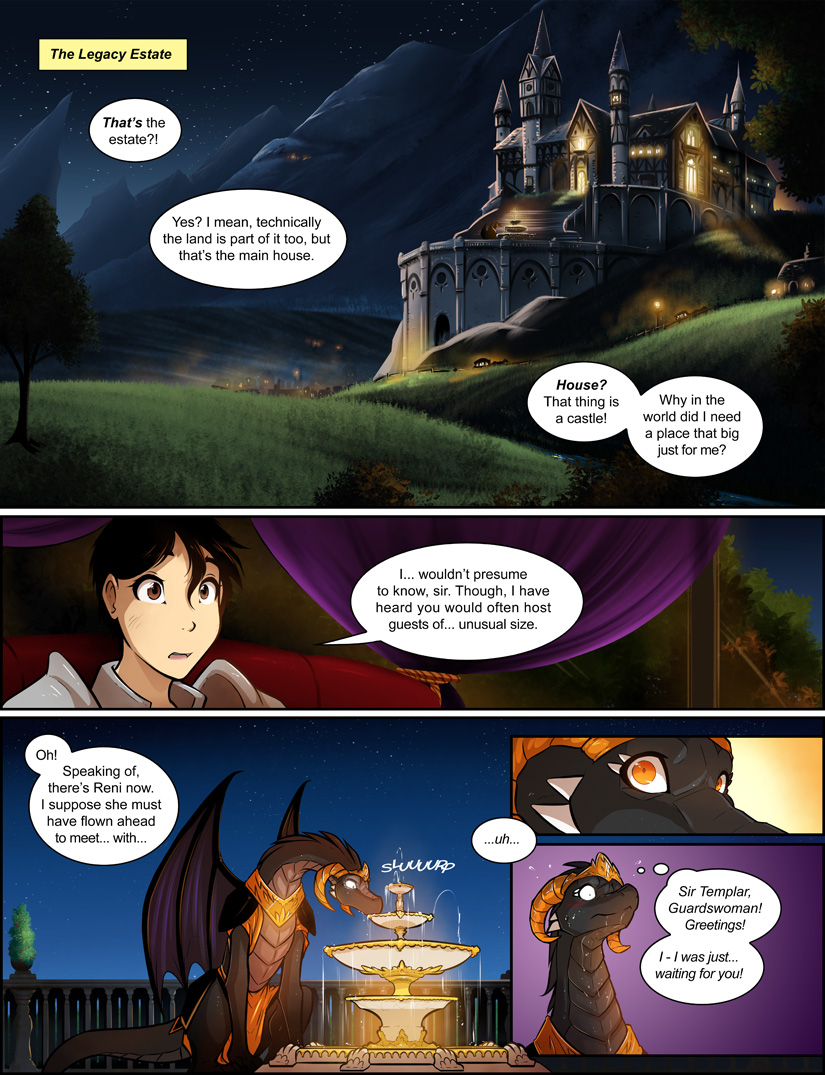 The Legacy Estate
That's the
estate?!
Yes? I mean, technically
the land is part of it too, but
that's the main house.
House?
That thing is
a castle!
Why in the
world did I need
a place that big
just for me?
I... wouldn't presume
to know, sir. Though, I have
heard you would often host
guests of... unusual size.
Oh!
Speaking of,
there's Reni now.
I suppose she must
have flown ahead
to meet... with...
SLUUUURP
...uh...
Sir Templar,
Guardswoman!
Greetings!
I - I was just...
waiting for you!